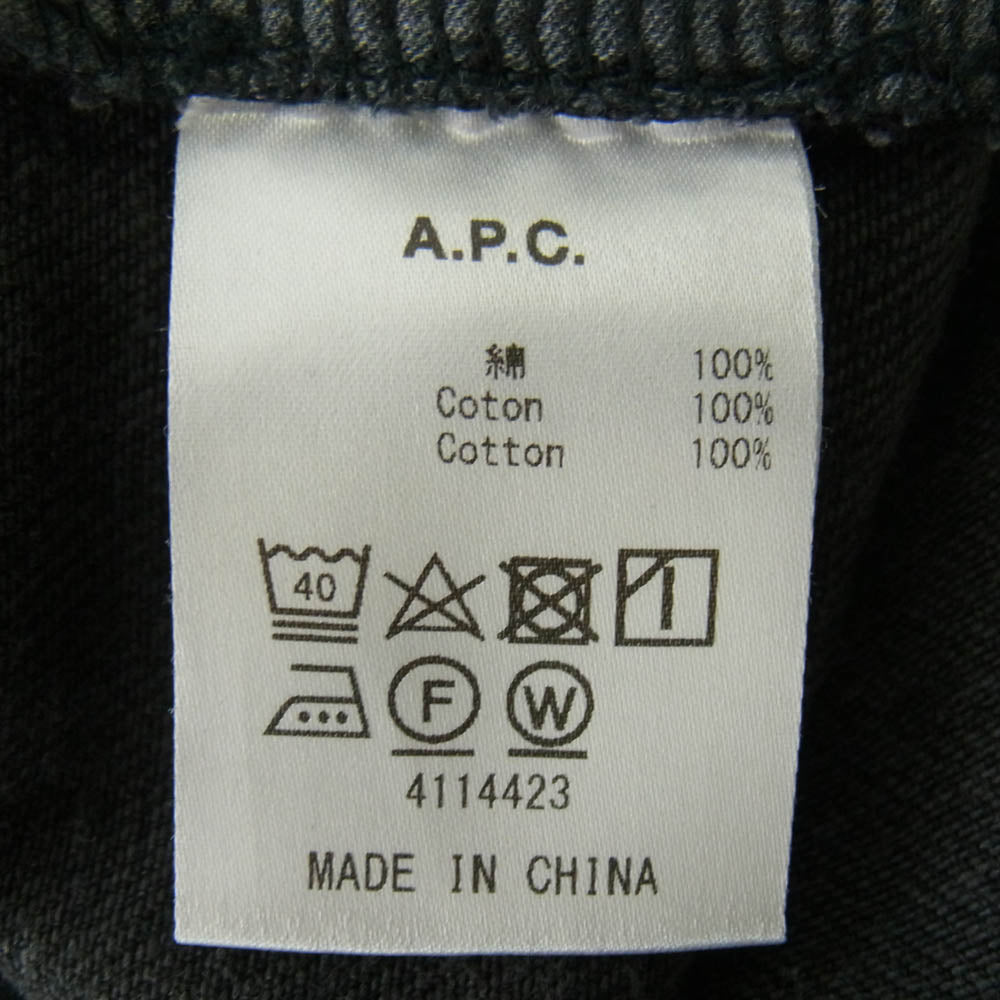 A.P.C.
綿 100%
Coton 100%
Cotton 100%
40
F W
4114423
MADE IN CHINA